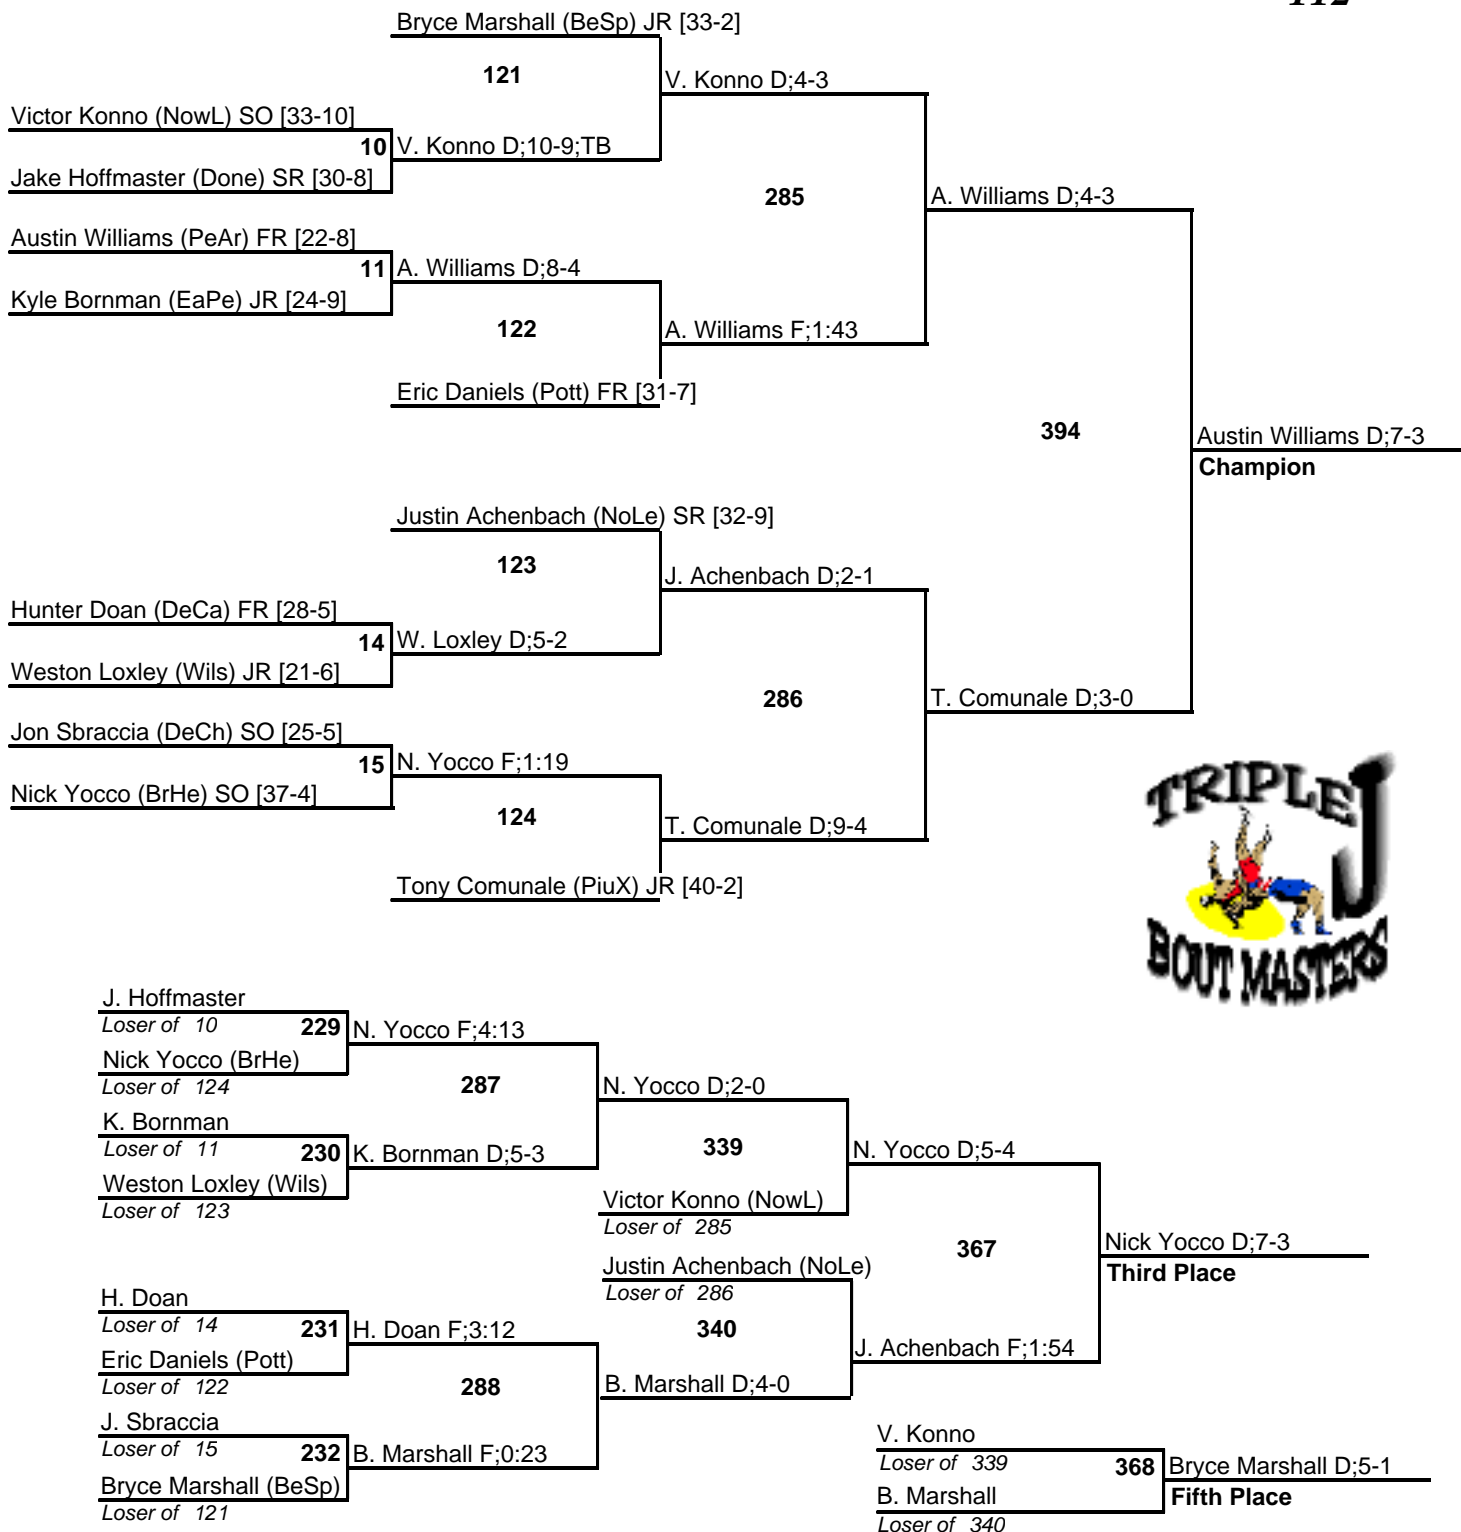 Bryce Marshall (BeSp) JR [33-2]
121
V. Konno D;4-3
Victor Konno (NowL) SO [33-10]
10 V. Konno D;10-9;TB
Jake Hoffmaster (Done) SR [30-8]
285
A. Williams D;4-3
Austin Williams (PeAr) FR [22-8]
11 A. Williams D;8-4
Kyle Bornman (EaPe) JR [24-9]
122
A. Williams F;1:43
Eric Daniels (Pott) FR [31-7]
394
Austin Williams D;7-3
Champion
Justin Achenbach (NoLe) SR [32-9]
123
J. Achenbach D;2-1
Hunter Doan (DeCa) FR [28-5]
14 W. Loxley D;5-2
Weston Loxley (Wils) JR [21-6]
286
T. Comunale D;3-0
Jon Sbraccia (DeCh) SO [25-5]
15 N. Yocco F;1:19
Nick Yocco (BrHe) SO [37-4]
124
T. Comunale D;9-4
Tony Comunale (PiuX) JR [40-2]
TRIPLE J
BOUT MASTERS
J. Hoffmaster
Loser of 10
229 N. Yocco F;4:13
Nick Yocco (BrHe)
Loser of 124
287
N. Yocco D;2-0
K. Bornman
Loser of 11
230 K. Bornman D;5-3
Weston Loxley (Wils)
Loser of 123
339
N. Yocco D;5-4
Victor Konno (NowL)
Loser of 285
367
Nick Yocco D;7-3
Third Place
Justin Achenbach (NoLe)
Loser of 286
H. Doan
Loser of 14
231 H. Doan F;3:12
Eric Daniels (Pott)
Loser of 122
340
J. Achenbach F;1:54
288
B. Marshall D;4-0
J. Sbraccia
Loser of 15
232 B. Marshall F;0:23
Bryce Marshall (BeSp)
Loser of 121
V. Konno
Loser of 339
368 Bryce Marshall D;5-1
B. Marshall
Fifth Place
Loser of 340